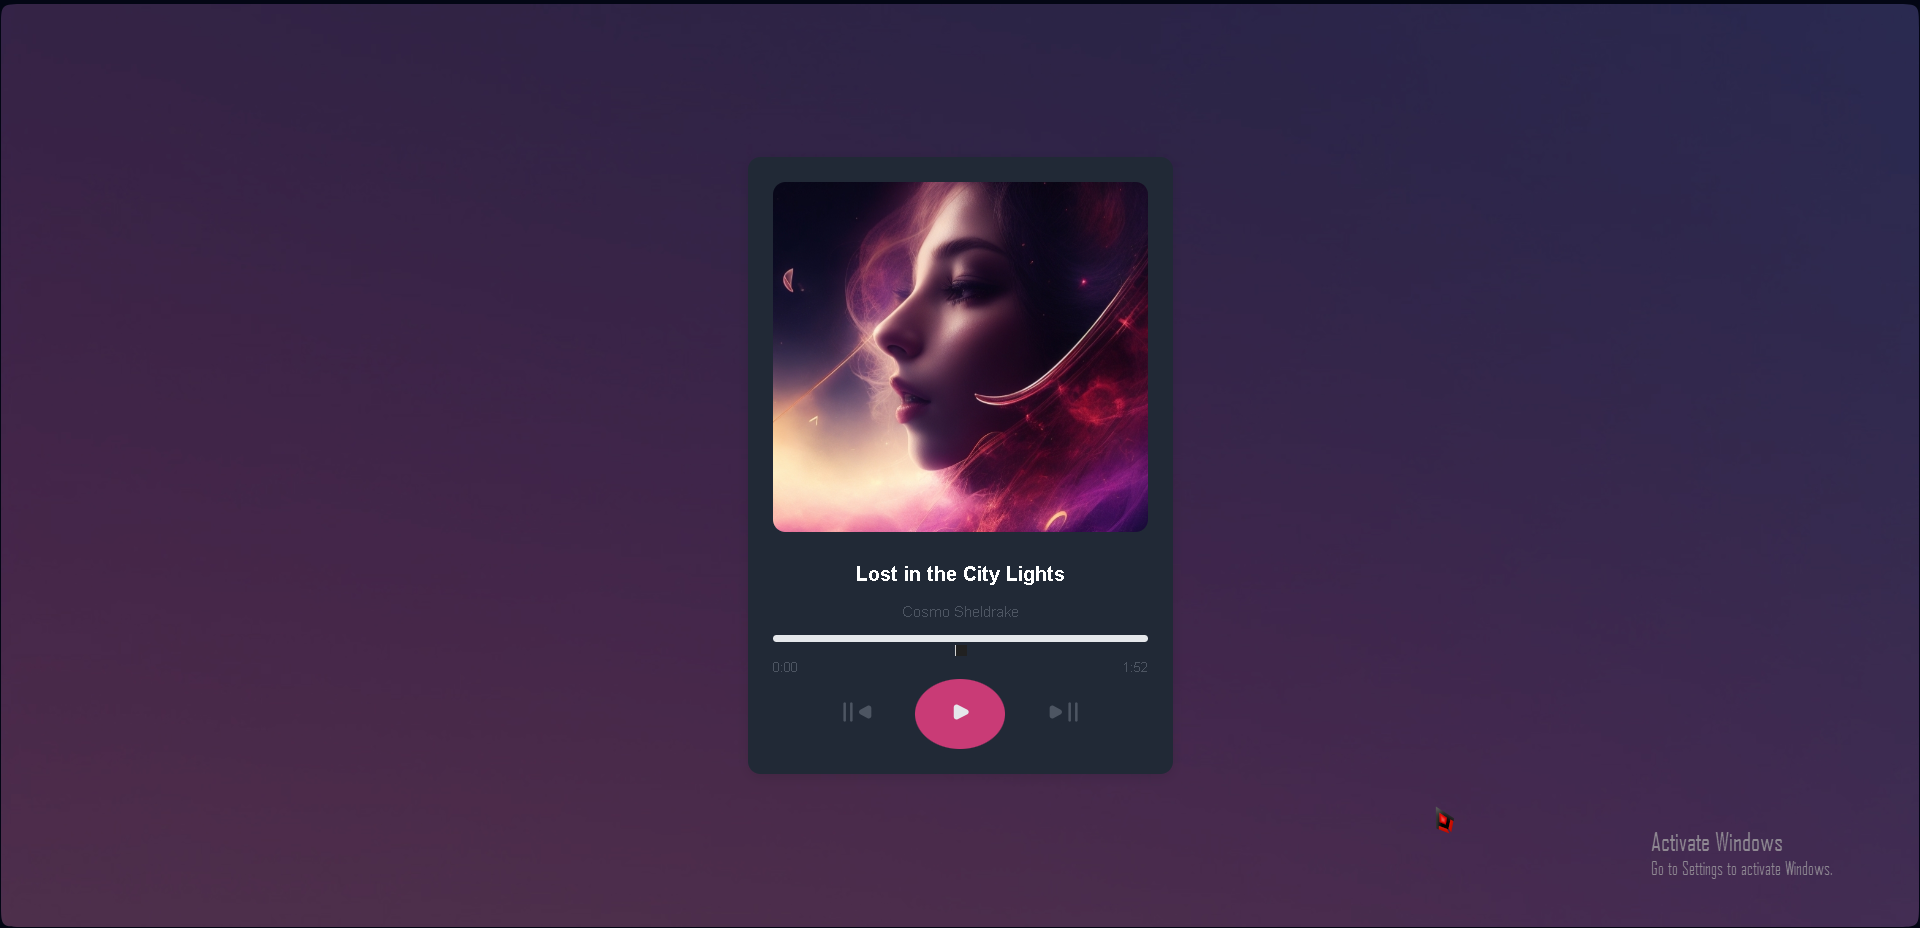 Lost in the City Lights
Cosmo Sheldrake
0:00 1:52
Activate Windows
Go to Settings to activate Windows.